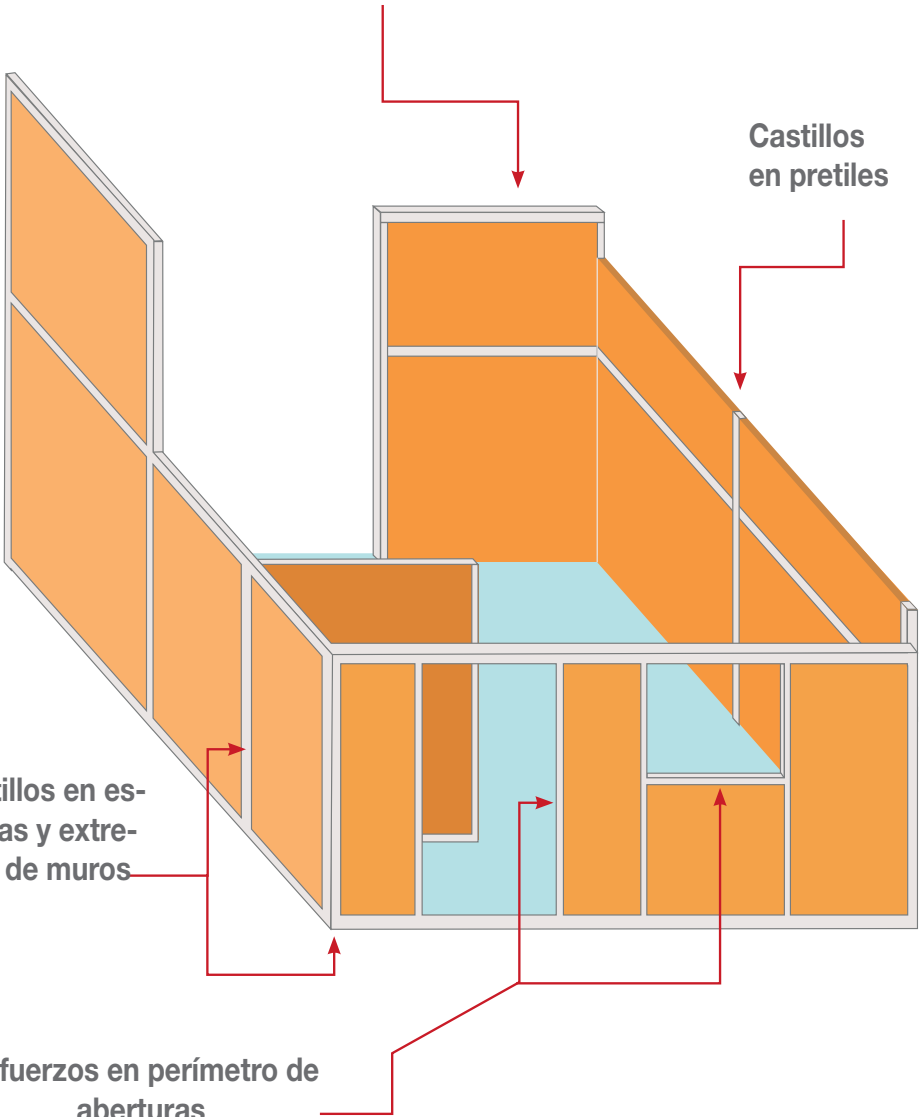 Castillos
en pretiles
tillos en es-
as y extre-
de muros
fuerzos en perímetro de
aberturas